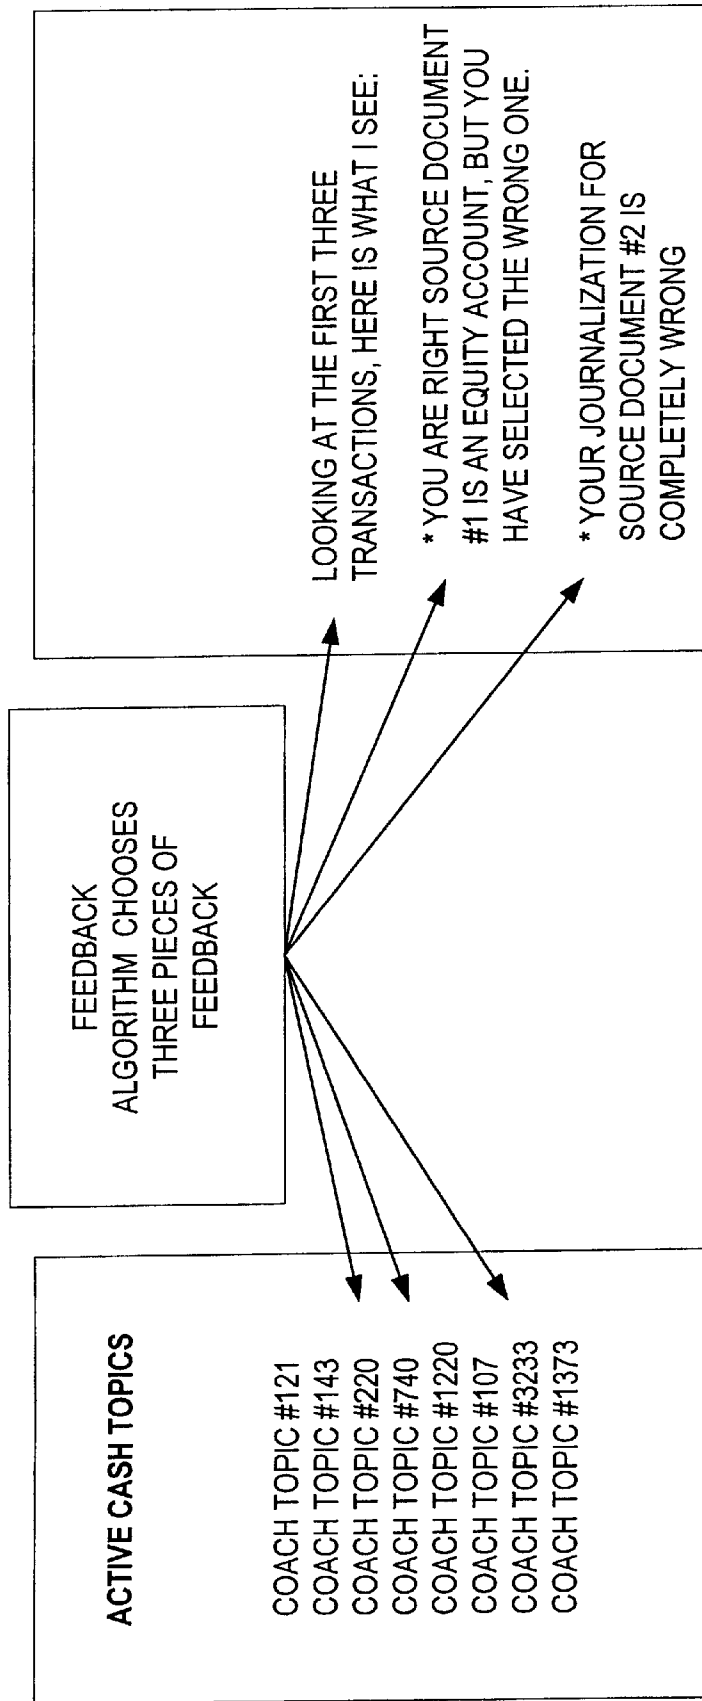 ACTIVE CASH TOPICS
COACH TOPIC #121
COACH TOPIC #143
COACH TOPIC #220
COACH TOPIC #740
COACH TOPIC #1220
COACH TOPIC #107
COACH TOPIC #3233
COACH TOPIC #1373
FEEDBACK
ALGORITHM CHOOSES
THREE PIECES OF
FEEDBACK
LOOKING AT THE FIRST THREE
TRANSACTIONS, HERE IS WHAT I SEE:
* YOU ARE RIGHT SOURCE DOCUMENT
#1 IS AN EQUITY ACCOUNT, BUT YOU
HAVE SELECTED THE WRONG ONE.
* YOUR JOURNALIZATION FOR
SOURCE DOCUMENT #2 IS
COMPLETELY WRONG